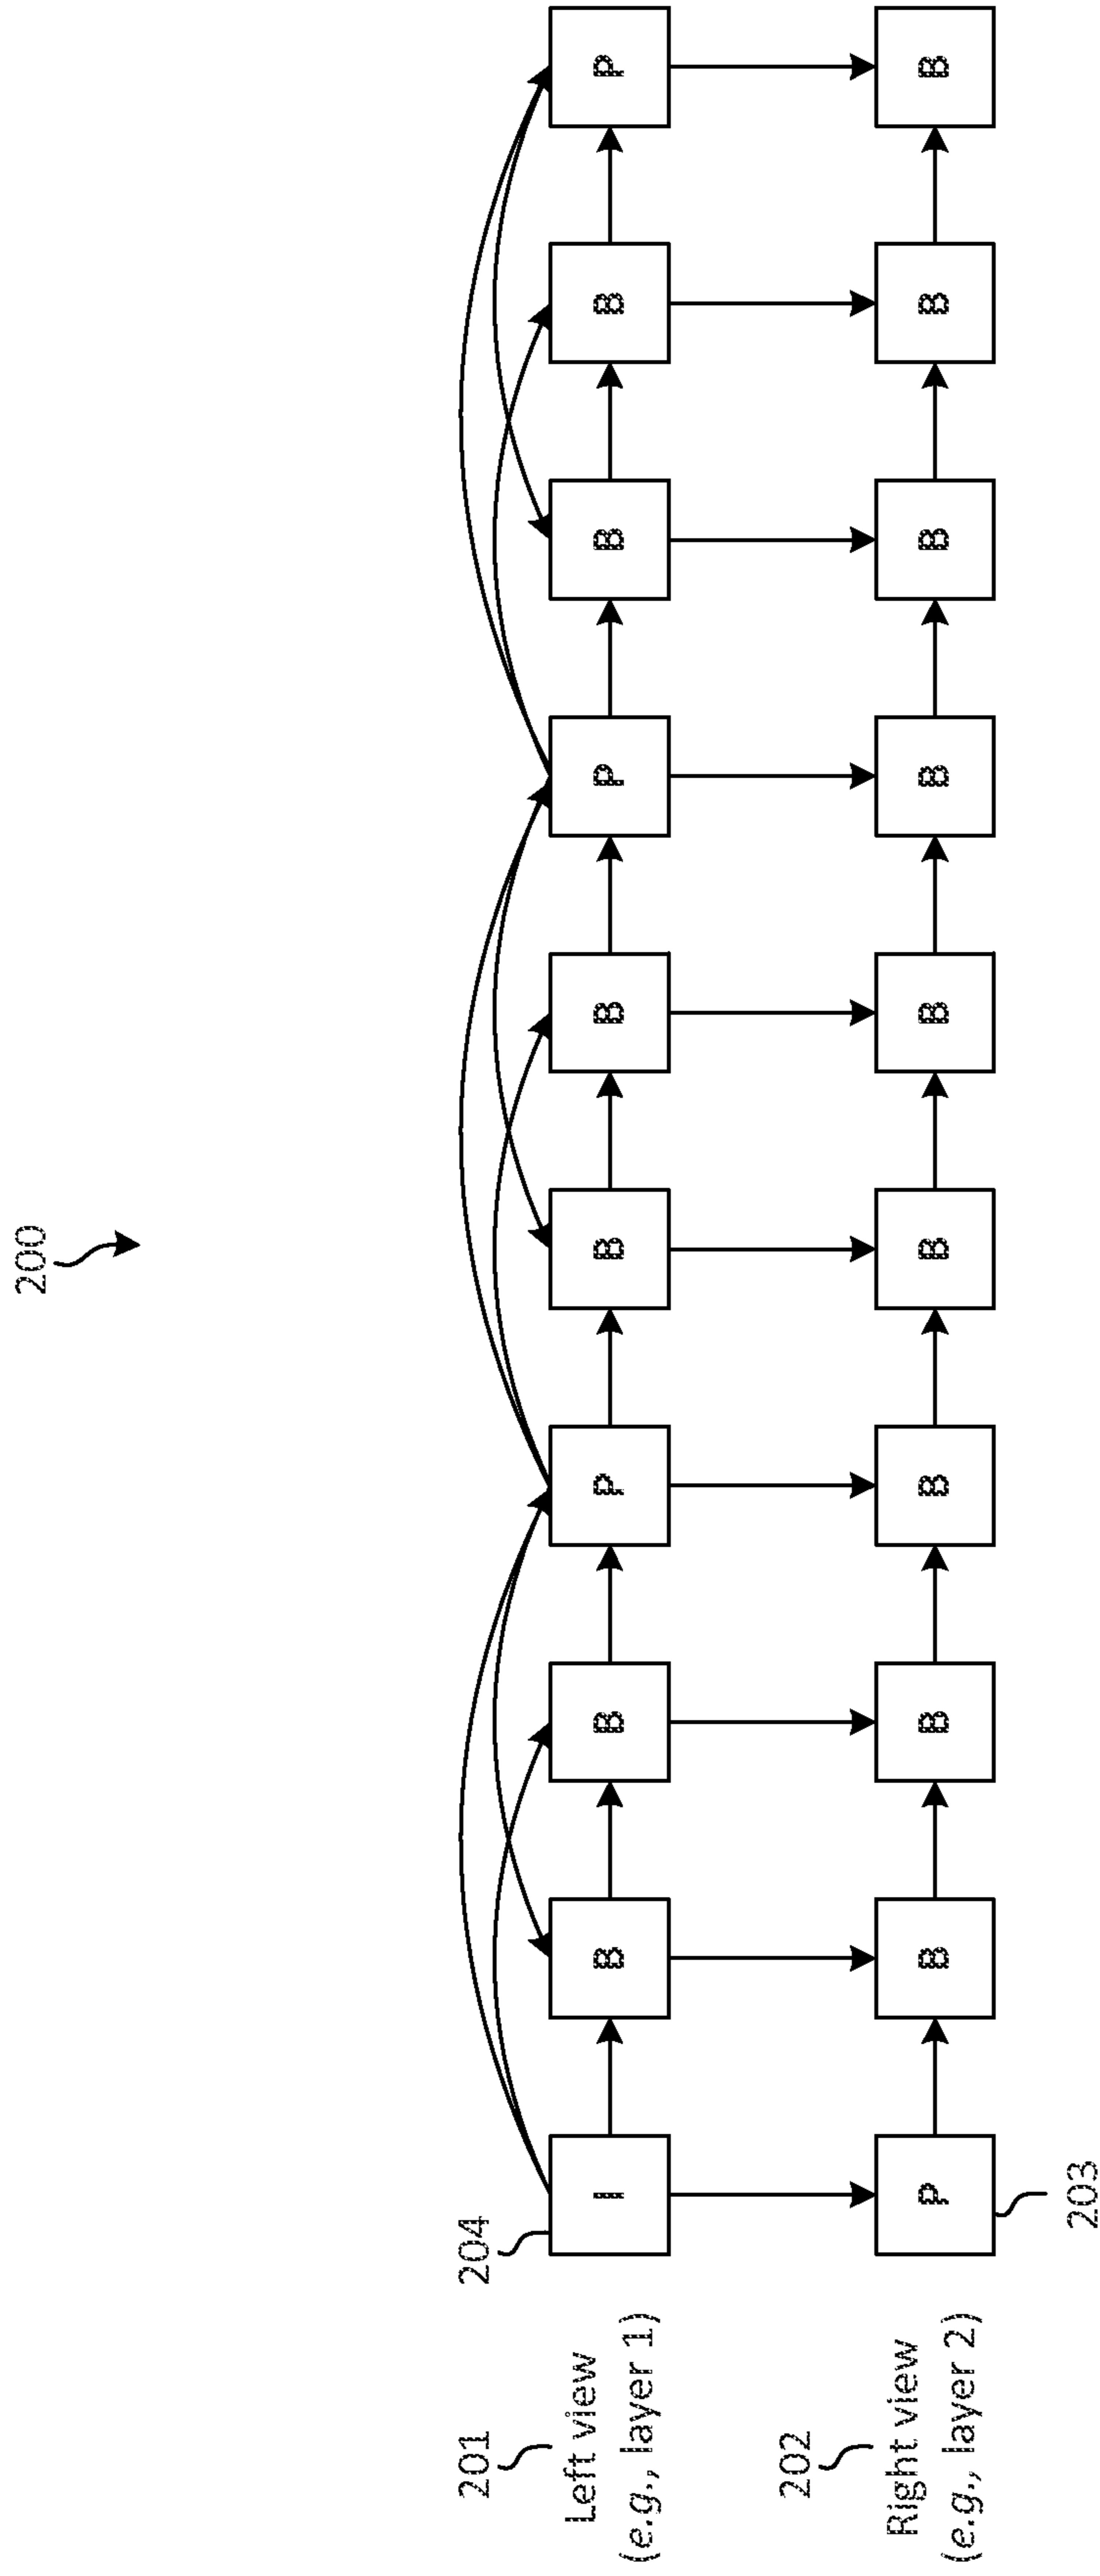 200
201 204
Left view
(e.g., layer 1)
I B B P B B P B B P
202
Right view
(e.g., layer 2)
P B B B B B B B B B
203